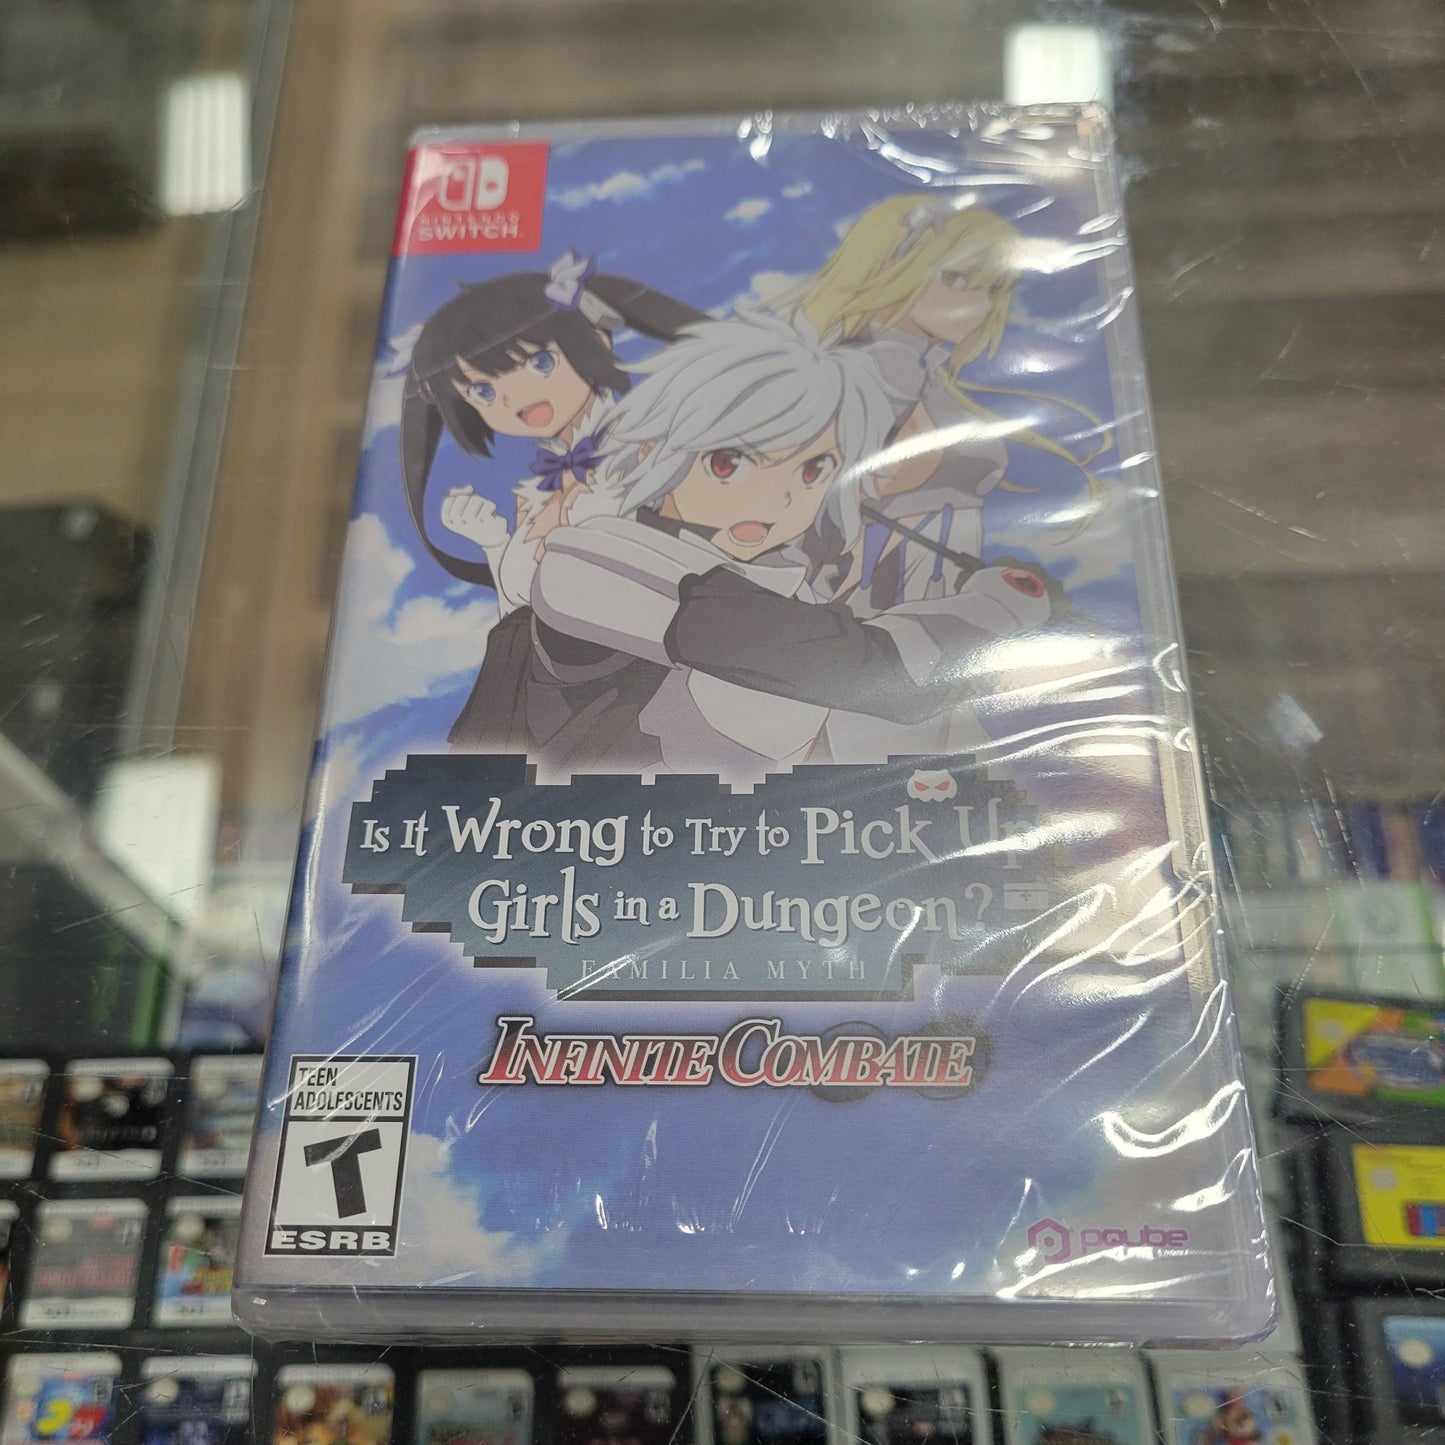 NINTENDO
SWITCH
Is It Wrong to Try to Pick Up
Girls in a Dungeon?
FAMILIA MYTH
INFINITE COMBATE
TEEN
ADOLESCENTS
T
ESRB
pqube